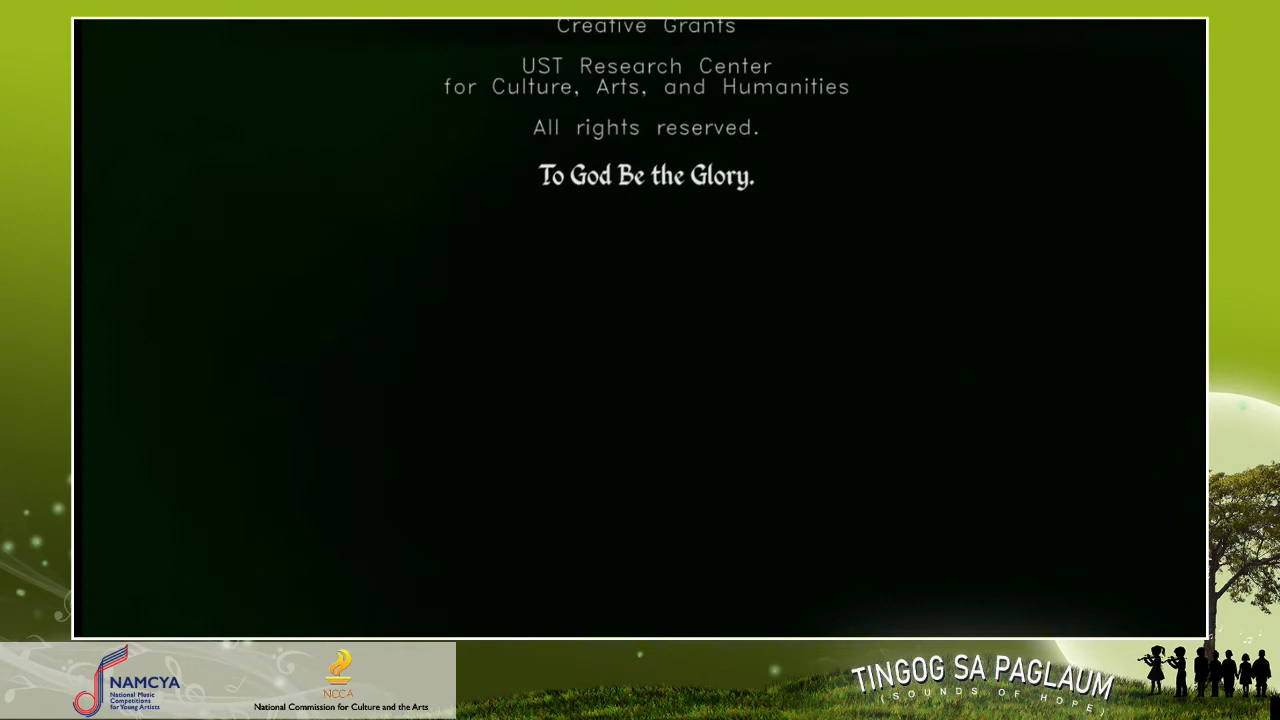 Creative Grants
UST Research Center
for Culture, Arts, and Humanities
All rights reserved.
To God Be the Glory.
NAMCYA
National Music
Competitions
for Young Artists
NCCA
National Commission for Culture and the Arts
TINGOG SA PAGLAUM
(SOUNDS OF HOPE)